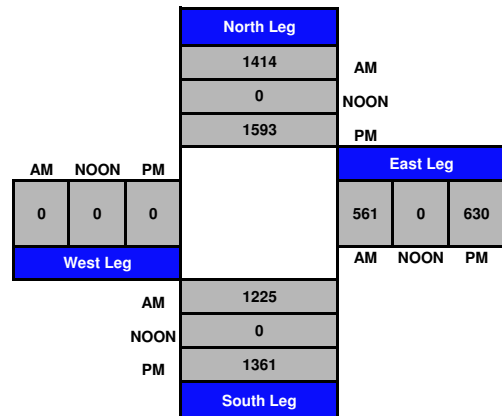 North Leg
1414
AM
0
NOON
1593
PM
East Leg
AM NOON PM
0 0 0
561 0 630
West Leg
AM NOON PM
AM
1225
NOON
0
PM
1361
South Leg